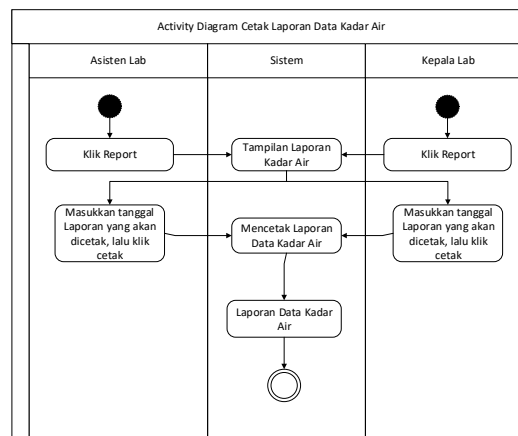 Activity Diagram Cetak Laporan Data Kadar Air
Asisten Lab
Sistem
Kepala Lab
Klik Report
Tampilan Laporan
Kadar Air
Klik Report
Masukkan tanggal
Laporan yang akan
dicetak, lalu klik
cetak
Mencetak Laporan
Data Kadar Air
Masukkan tanggal
Laporan yang akan
dicetak, lalu klik
cetak
Laporan Data Kadar
Air